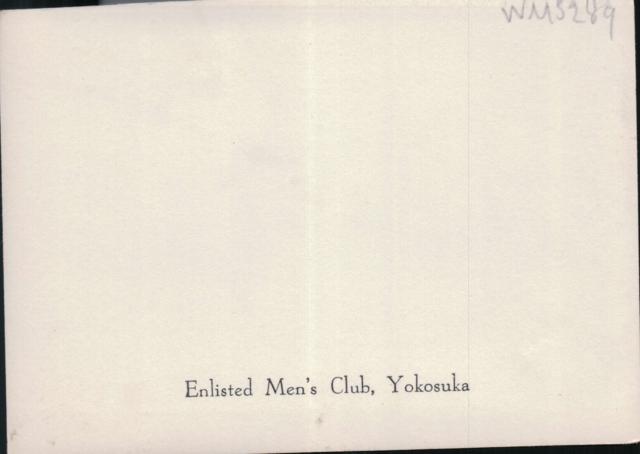 WM5289
Enlisted Men's Club, Yokosuka